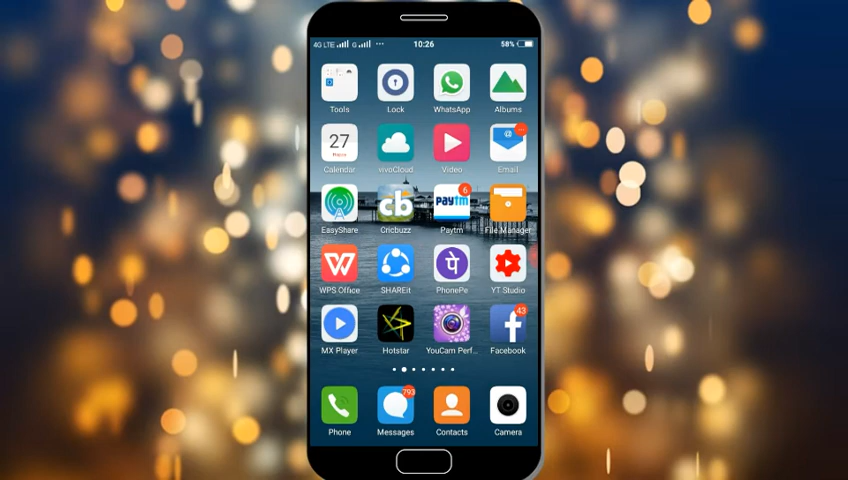 4G LTE G ... 10:26 58%
Tools Lock WhatsApp Albums
27
Calendar vivoCloud Video Email
cb Paytm 6
EasyShare Cricbuzz Paytm File Manager
W पे
WPS Office SHAREit PhonePe YT Studio
43
MX Player Hotstar YouCam Perf... Facebook
793
Phone Messages Contacts Camera